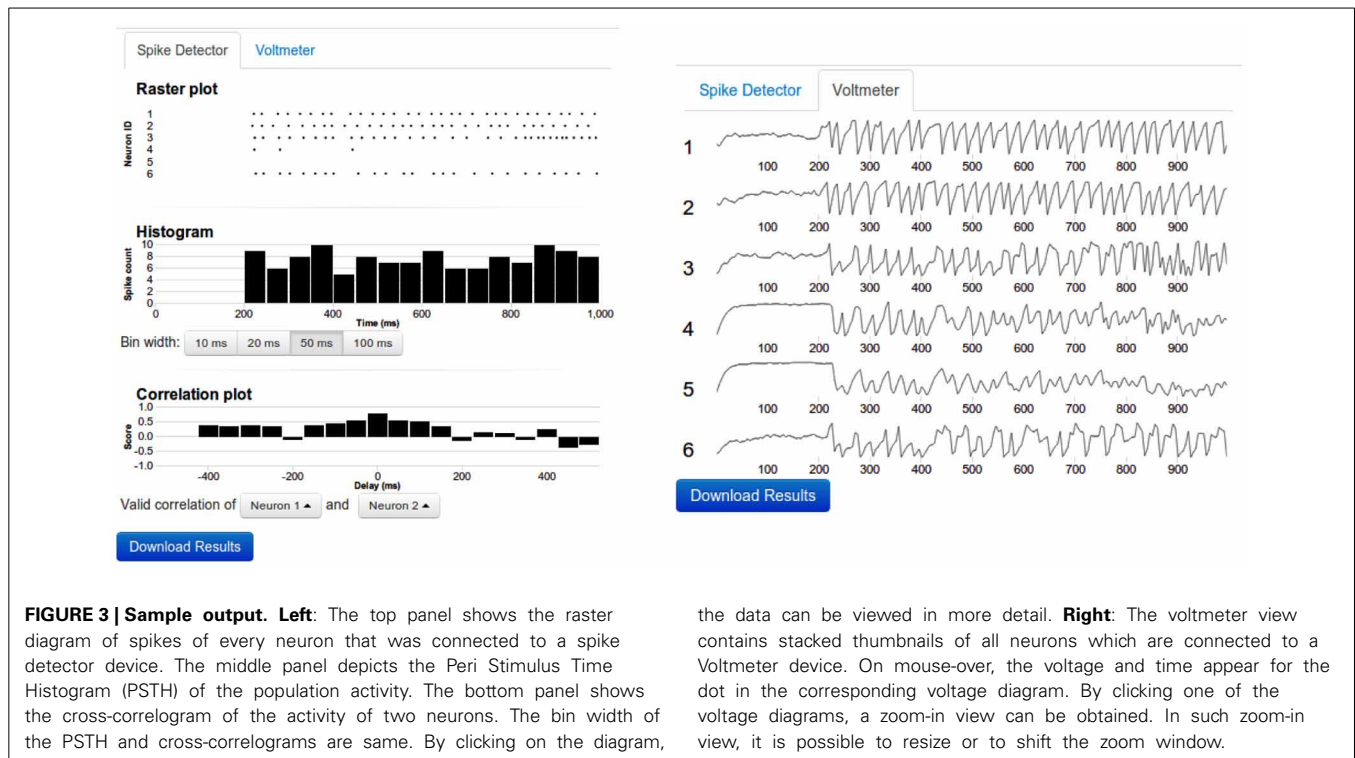 Spike Detector Voltmeter
Raster plot
Neuron ID
1
2
3
4
5
6
Histogram
Spike count
10
8
6
4
2
0
0 200 400 600 800 1,000
Time (ms)
Bin width: 10 ms 20 ms 50 ms 100 ms
Correlation plot
Score
1.0
0.5
0.0
-0.5
-1.0
-400 -200 0 200 400
Delay (ms)
Valid correlation of Neuron 1 and Neuron 2
Download Results
Spike Detector Voltmeter
1
100 200 300 400 500 600 700 800 900
2
100 200 300 400 500 600 700 800 900
3
100 200 300 400 500 600 700 800 900
4
100 200 300 400 500 600 700 800 900
5
100 200 300 400 500 600 700 800 900
6
100 200 300 400 500 600 700 800 900
Download Results
FIGURE 3 | Sample output. Left: The top panel shows the raster
diagram of spikes of every neuron that was connected to a spike
detector device. The middle panel depicts the Peri Stimulus Time
Histogram (PSTH) of the population activity. The bottom panel shows
the cross-correlogram of the activity of two neurons. The bin width of
the PSTH and cross-correlograms are same. By clicking on the diagram,
the data can be viewed in more detail. Right: The voltmeter view
contains stacked thumbnails of all neurons which are connected to a
Voltmeter device. On mouse-over, the voltage and time appear for the
dot in the corresponding voltage diagram. By clicking one of the
voltage diagrams, a zoom-in view can be obtained. In such zoom-in
view, it is possible to resize or to shift the zoom window.